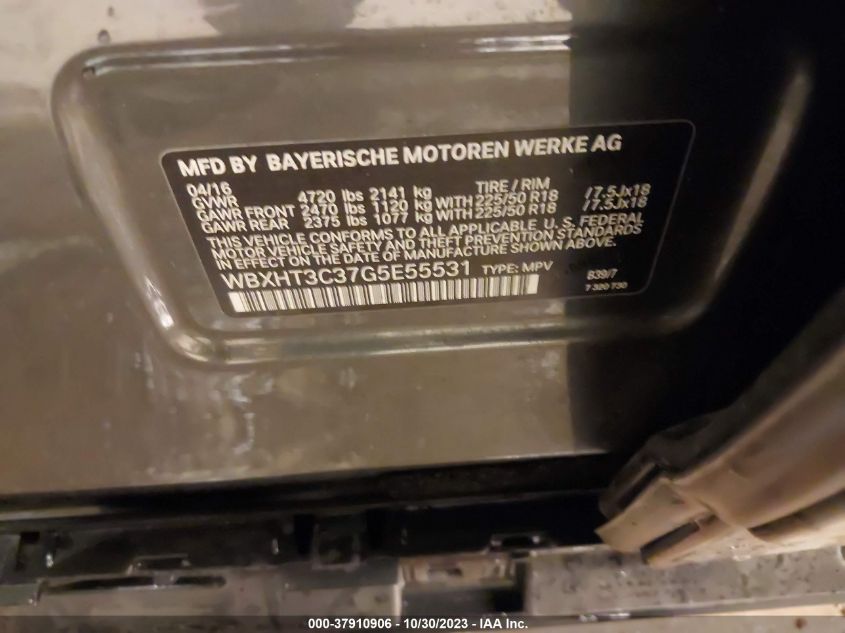 MFD BY BAYERISCHE MOTOREN WERKE AG
04/16 TIRE / RIM
GVWR 4720 lbs 2141 kg
GAWR FRONT 2470 lbs 1120 kg WITH 225/50 R18 /7.5Jx18
GAWR REAR 2375 lbs 1077 kg WITH 225/50 R18 /7.5Jx18
THIS VEHICLE CONFORMS TO ALL APPLICABLE U. S. FEDERAL
MOTOR VEHICLE SAFETY AND THEFT PREVENTION STANDARDS
IN EFFECT ON THE DATE OF MANUFACTURE SHOWN ABOVE.
WBXHT3C37G5E55531 TYPE: MPV B39/7
7 320 730
000-37910906 - 10/30/2023 - IAA Inc.